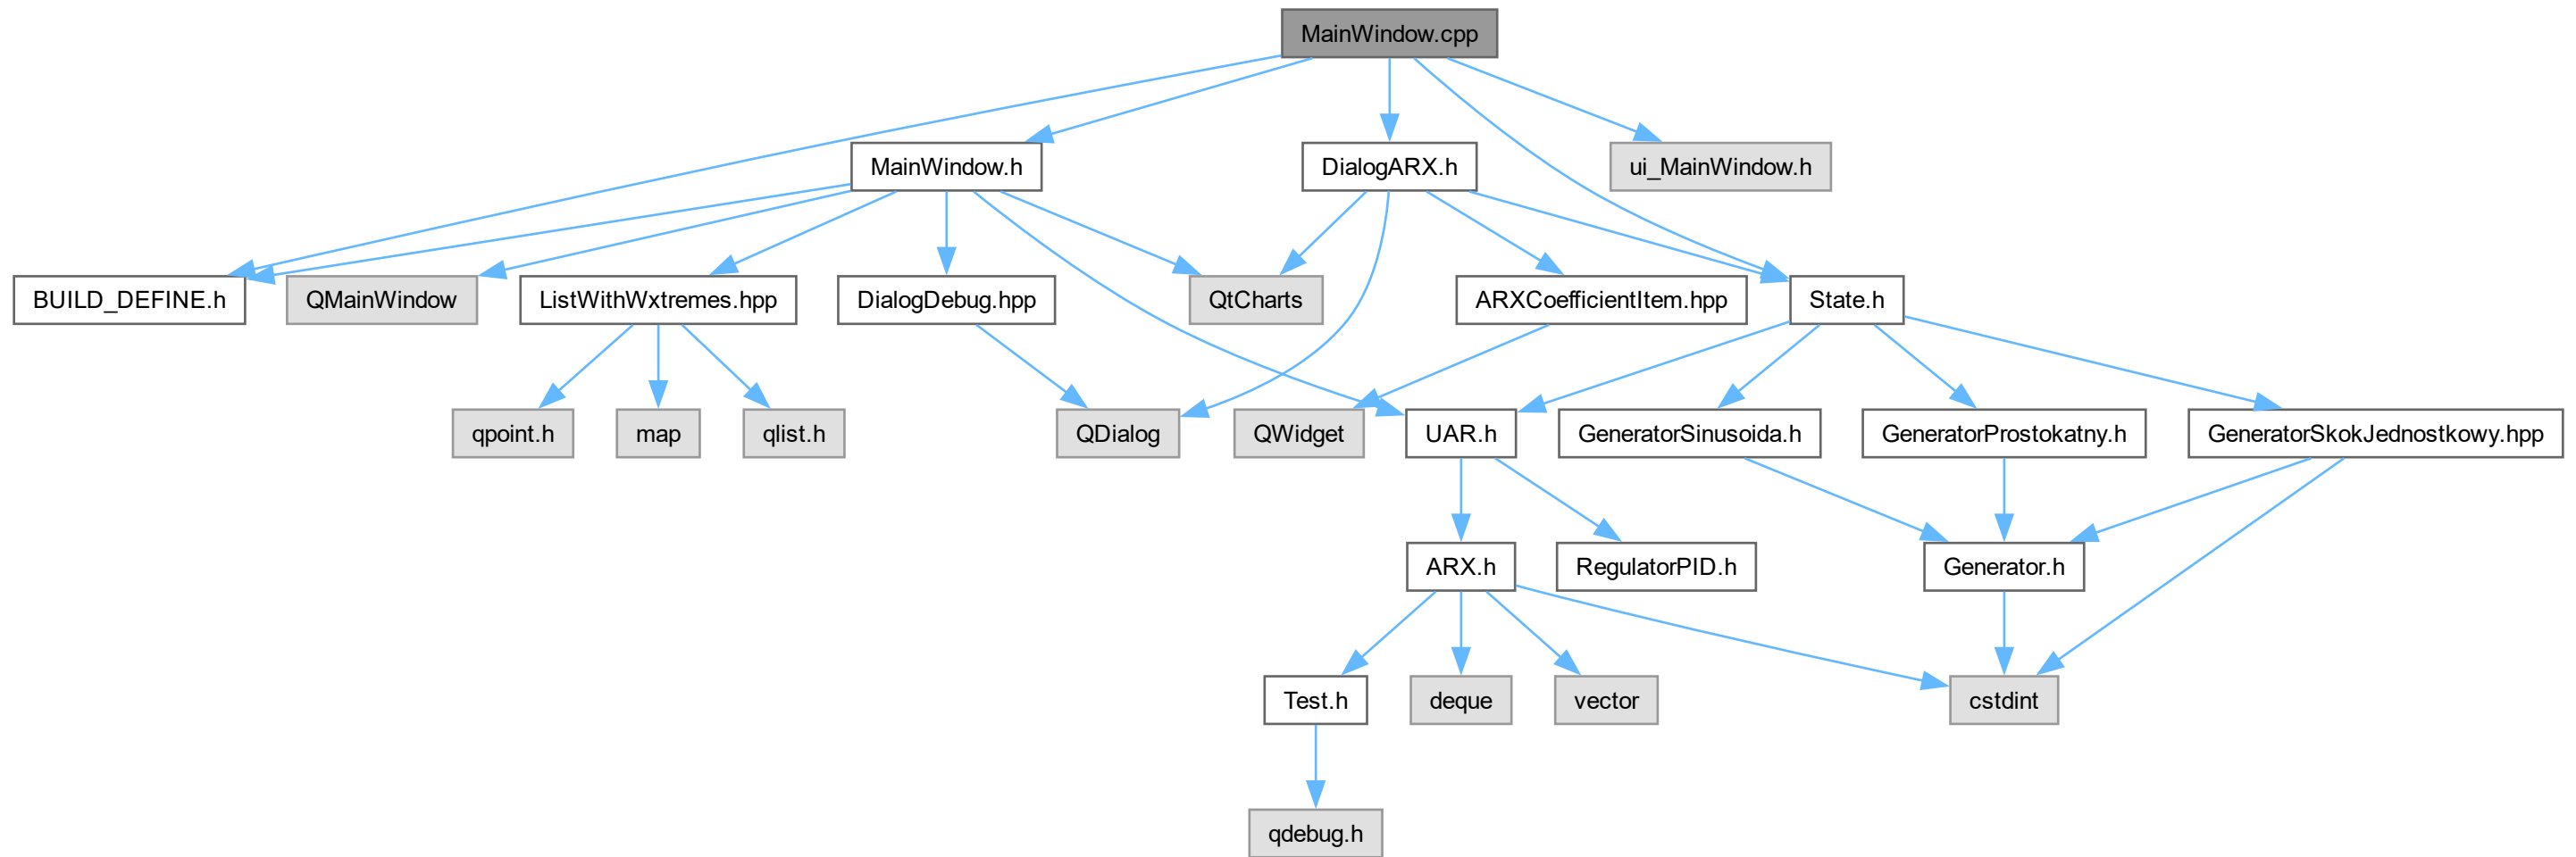 MainWindow.cpp
MainWindow.h
DialogARX.h
ui_MainWindow.h
BUILD_DEFINE.h
QMainWindow
ListWithWxtremes.hpp
DialogDebug.hpp
QtCharts
ARXCoefficientItem.hpp
State.h
qpoint.h
map
qlist.h
QDialog
QWidget
UAR.h
GeneratorSinusoida.h
GeneratorProstokatny.h
GeneratorSkokJednostkowy.hpp
ARX.h
RegulatorPID.h
Generator.h
Test.h
deque
vector
cstdint
qdebug.h